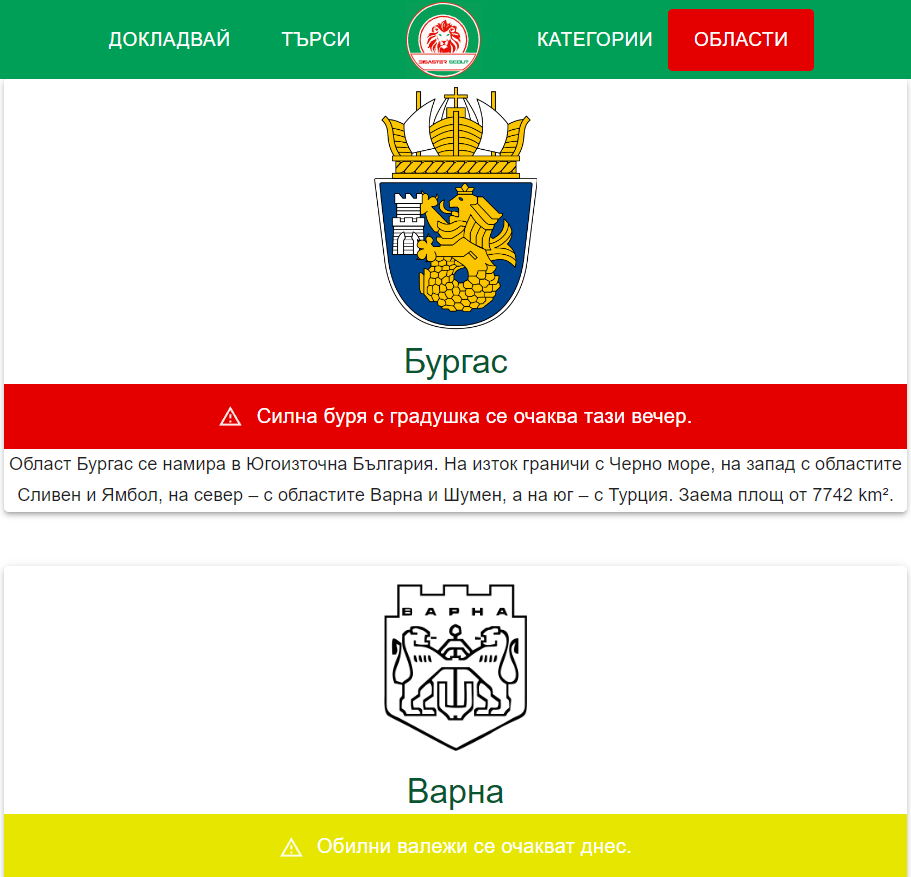 ДОКЛАДВАЙ ТЪРСИ КАТЕГОРИИ ОБЛАСТИ
DISASTER SCOUT
Бургас
Силна буря с градушка се очаква тази вечер.
Област Бургас се намира в Югоизточна България. На изток граничи с Черно море, на запад с областите
Сливен и Ямбол, на север – с областите Варна и Шумен, а на юг – с Турция. Заема площ от 7742 km².
ВАРНА
Варна
Обилни валежи се очакват днес.